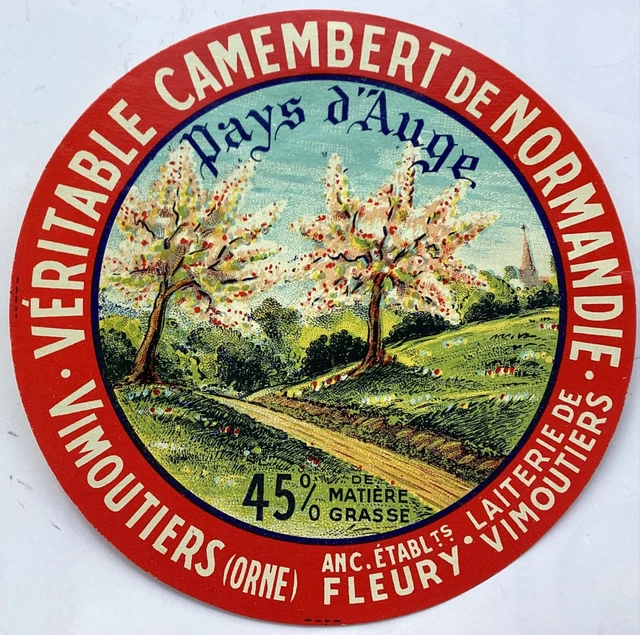 VÉRITABLE CAMEMBERT DE NORMANDIE
Pays d'Auge
45% DE
MATIÈRE
GRASSE
VIMOUTIERS (ORNE)
ANC. ÉTABLTS
FLEURY
LAITERIE DE
VIMOUTIERS